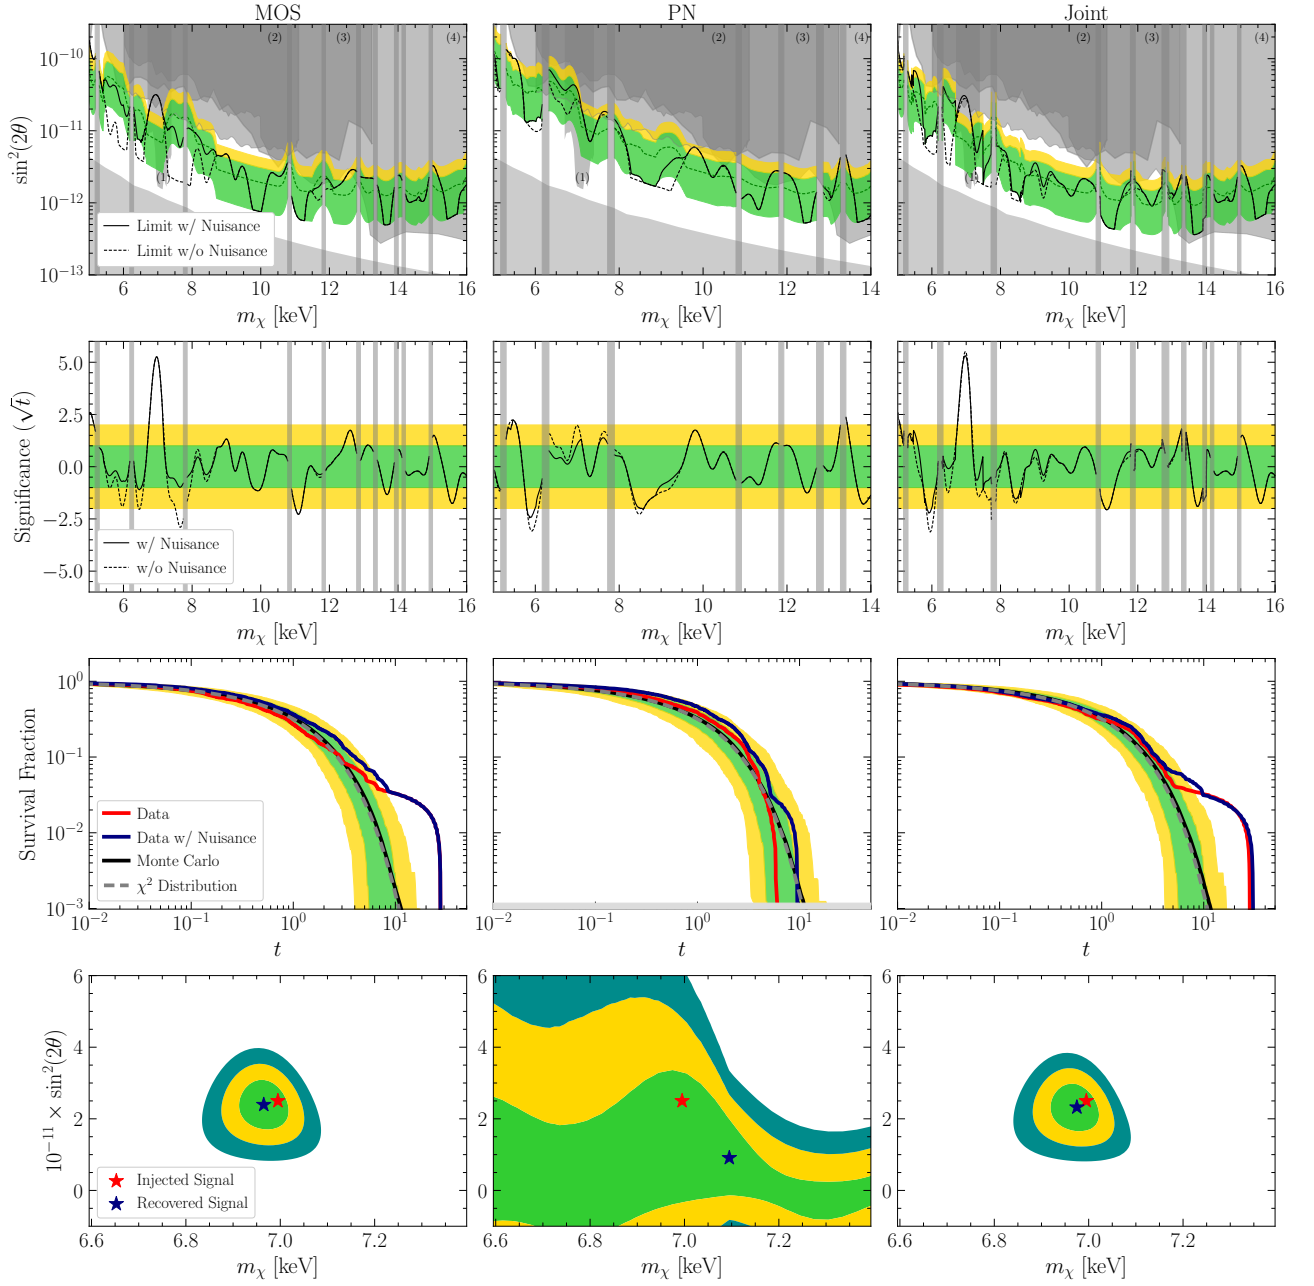 MOS PN Joint
sin²(2θ)
10⁻¹⁰
10⁻¹¹
10⁻¹²
10⁻¹³
(1) (2) (3) (4)
(1) (2) (3) (4)
(1) (2) (3) (4)
Limit w/ Nuisance
Limit w/o Nuisance
6 8 10 12 14 16
6 8 10 12 14
6 8 10 12 14 16
m_χ [keV] m_χ [keV] m_χ [keV]
Significance (√t)
5.0
2.5
0.0
−2.5
−5.0
w/ Nuisance
w/o Nuisance
6 8 10 12 14 16
6 8 10 12 14
6 8 10 12 14 16
m_χ [keV] m_χ [keV] m_χ [keV]
Survival Fraction
10⁰
10⁻¹
10⁻²
10⁻³
Data
Data w/ Nuisance
Monte Carlo
χ² Distribution
10⁻² 10⁻¹ 10⁰ 10¹
10⁻² 10⁻¹ 10⁰ 10¹
10⁻² 10⁻¹ 10⁰ 10¹
t t t
10⁻¹¹ × sin²(2θ)
6
4
2
0
Injected Signal
Recovered Signal
6.6 6.8 7.0 7.2
6.6 6.8 7.0 7.2
6.6 6.8 7.0 7.2
m_χ [keV] m_χ [keV] m_χ [keV]